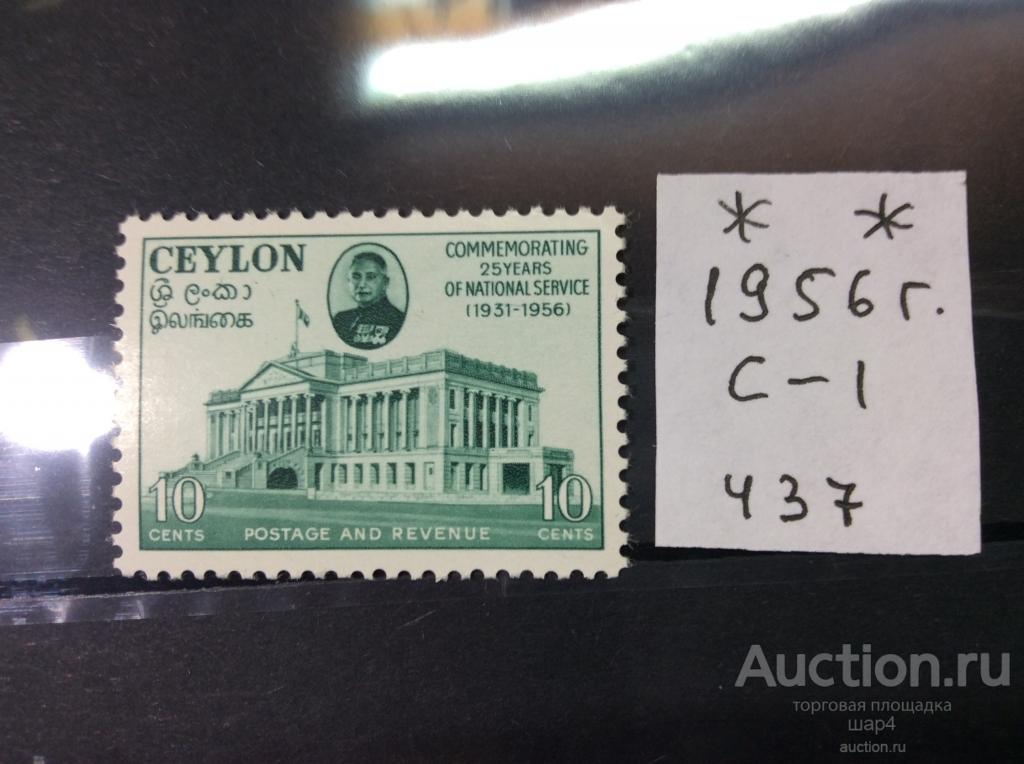 CEYLON
ශ්‍රී ලංකා
இலங்கை
COMMEMORATING
25 YEARS
OF NATIONAL SERVICE
(1931-1956)
10
CENTS
POSTAGE AND REVENUE
10
CENTS
* *
1956 г.
С-1
437
Auction.ru
торговая площадка
шар4
auction.ru